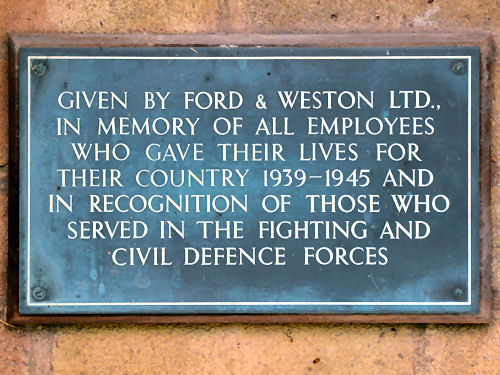 GIVEN BY FORD & WESTON LTD.,
IN MEMORY OF ALL EMPLOYEES
WHO GAVE THEIR LIVES FOR
THEIR COUNTRY 1939–1945 AND
IN RECOGNITION OF THOSE WHO
SERVED IN THE FIGHTING AND
CIVIL DEFENCE FORCES